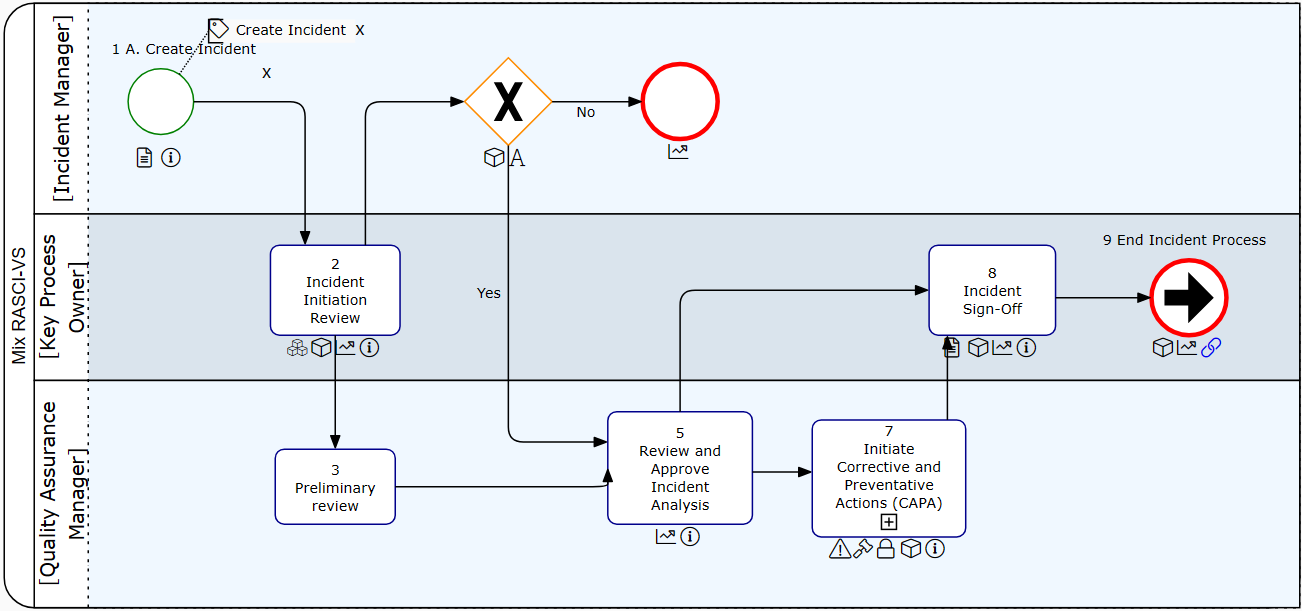 Mix RASCI-VS
[Incident Manager]
Create Incident X
1 A. Create Incident
X
X
No
A
[Key Process
Owner]
2
Incident
Initiation
Review
Yes
8
Incident
Sign-Off
9 End Incident Process
[Quality Assurance
Manager]
3
Preliminary
review
5
Review and
Approve
Incident
Analysis
7
Initiate
Corrective and
Preventative
Actions (CAPA)